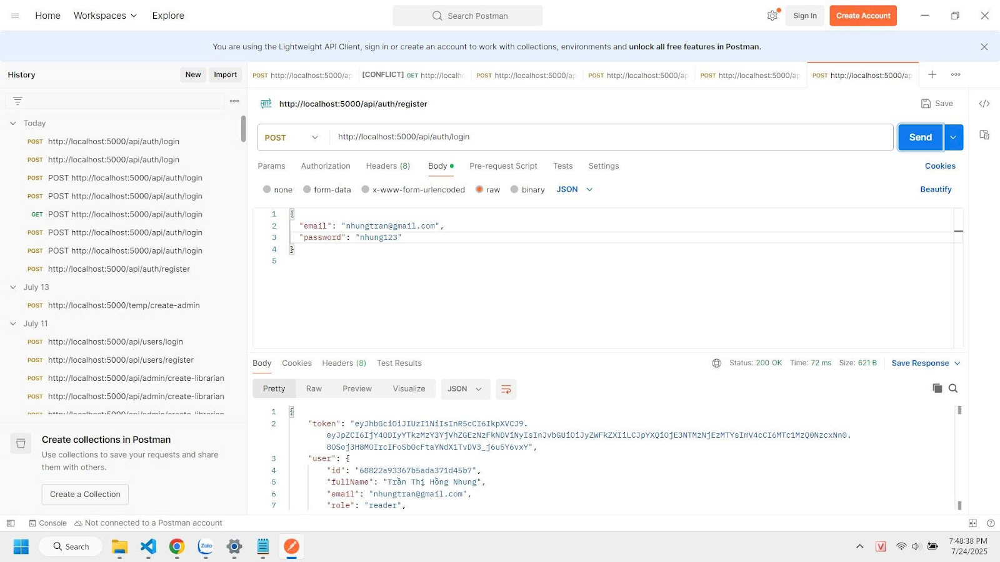 Home Workspaces Explore Search Postman Sign In Create Account
You are using the Lightweight API Client, sign in or create an account to work with collections, environments and unlock all free features in Postman.
History New Import
POST http://localhost:5000/ap [CONFLICT] GET http://localh POST http://localhost:5000/ap POST http://localhost:5000/ap POST http://localhost:5000/ap POST http://localhost:5000/ap
HTTP http://localhost:5000/api/auth/register Save
Today
POST http://localhost:5000/api/auth/login
POST http://localhost:5000/api/auth/login
POST POST http://localhost:5000/api/auth/login
POST POST http://localhost:5000/api/auth/login
GET POST http://localhost:5000/api/auth/login
POST POST http://localhost:5000/api/auth/login
POST POST http://localhost:5000/api/auth/login
POST http://localhost:5000/api/auth/register
July 13
POST http://localhost:5000/temp/create-admin
July 11
POST http://localhost:5000/api/users/login
POST http://localhost:5000/api/users/register
POST http://localhost:5000/api/admin/create-librarian
POST http://localhost:5000/api/admin/create-librarian
POST http://localhost:5000/api/admin/create-librarian
Create collections in Postman
Use collections to save your requests and share
them with others.
Create a Collection
POST http://localhost:5000/api/auth/login Send
Params Authorization Headers (8) Body Pre-request Script Tests Settings Cookies
none form-data x-www-form-urlencoded raw binary JSON Beautify
1 {
2 "email": "nhungtran@gmail.com",
3 "password": "nhung123"
4 }
5
Body Cookies Headers (8) Test Results Status: 200 OK Time: 72 ms Size: 621 B Save Response
Pretty Raw Preview Visualize JSON
1 {
2 "token": "eyJhbGciOiJIUzI1NiIsInR5cCI6IkpXVCJ9.
eyJpZCI6IjY4ODIyYTkzMzY3YjVhZGEzNzFkNDViNyIsInJvbGUiOiJyZWFkZXIiLCJpYXQiOjE3NTMzNjEzMTYsImV4cCI6MTc1MzQ0NzcxNn0.
8OSoj3H8MOIrcIFoSbOcFtaYNdX1TvDV3_j6u5Y6vxY",
3 "user": {
4 "id": "68822a93367b5ada371d45b7",
5 "fullName": "Trần Thị Hồng Nhung",
6 "email": "nhungtran@gmail.com",
7 "role": "reader",
Console Not connected to a Postman account
Search Zalo V 7:48:38 PM
7/24/2025